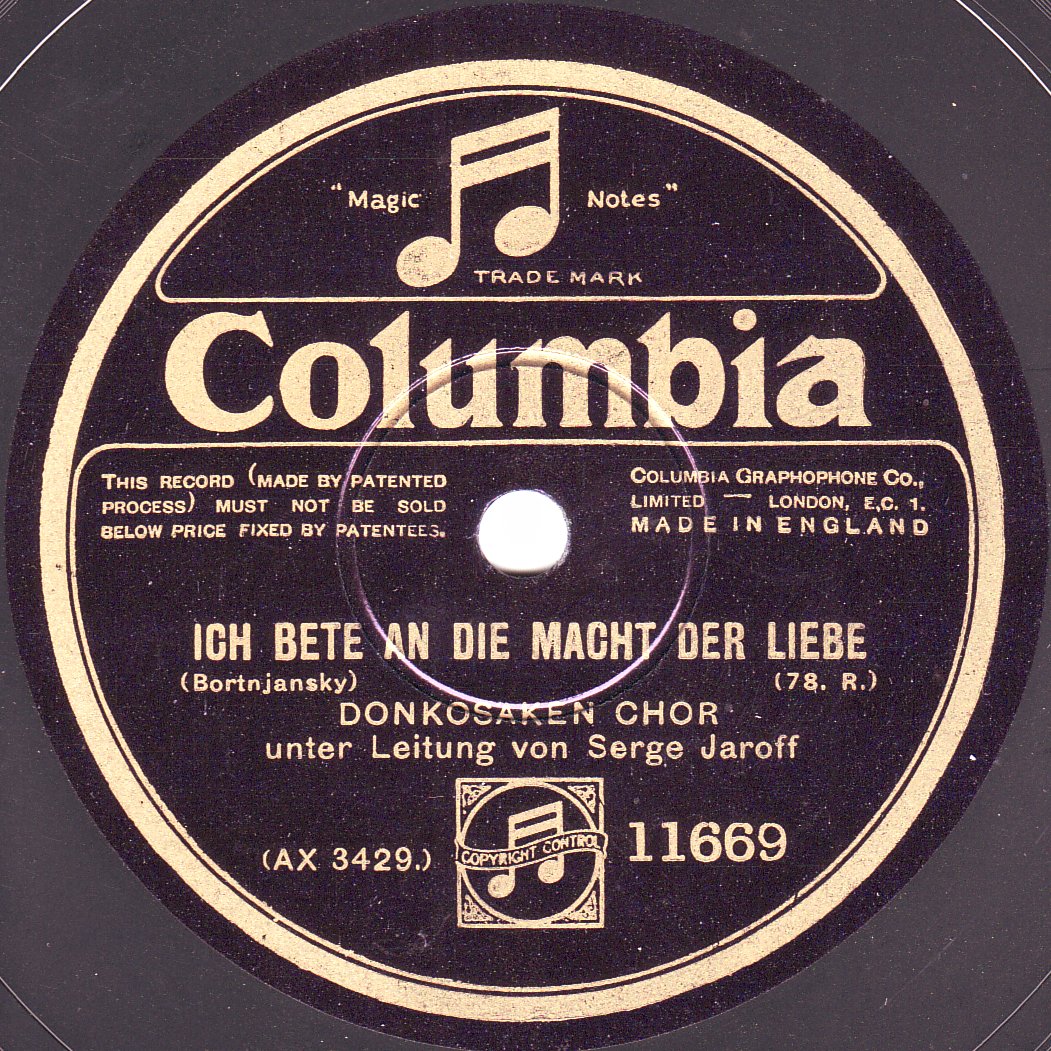 "Magic Notes"
TRADE MARK
Columbia
THIS RECORD (MADE BY PATENTED
PROCESS) MUST NOT BE SOLD
BELOW PRICE FIXED BY PATENTEES.
COLUMBIA GRAPHOPHONE CO.,
LIMITED — LONDON, E.C. 1.
MADE IN ENGLAND
ICH BETE AN DIE MACHT DER LIEBE
(Bortnjansky) (78. R.)
DONKOSAKEN CHOR
unter Leitung von Serge Jaroff
(AX 3429.)
COPYRIGHT CONTROL
11669